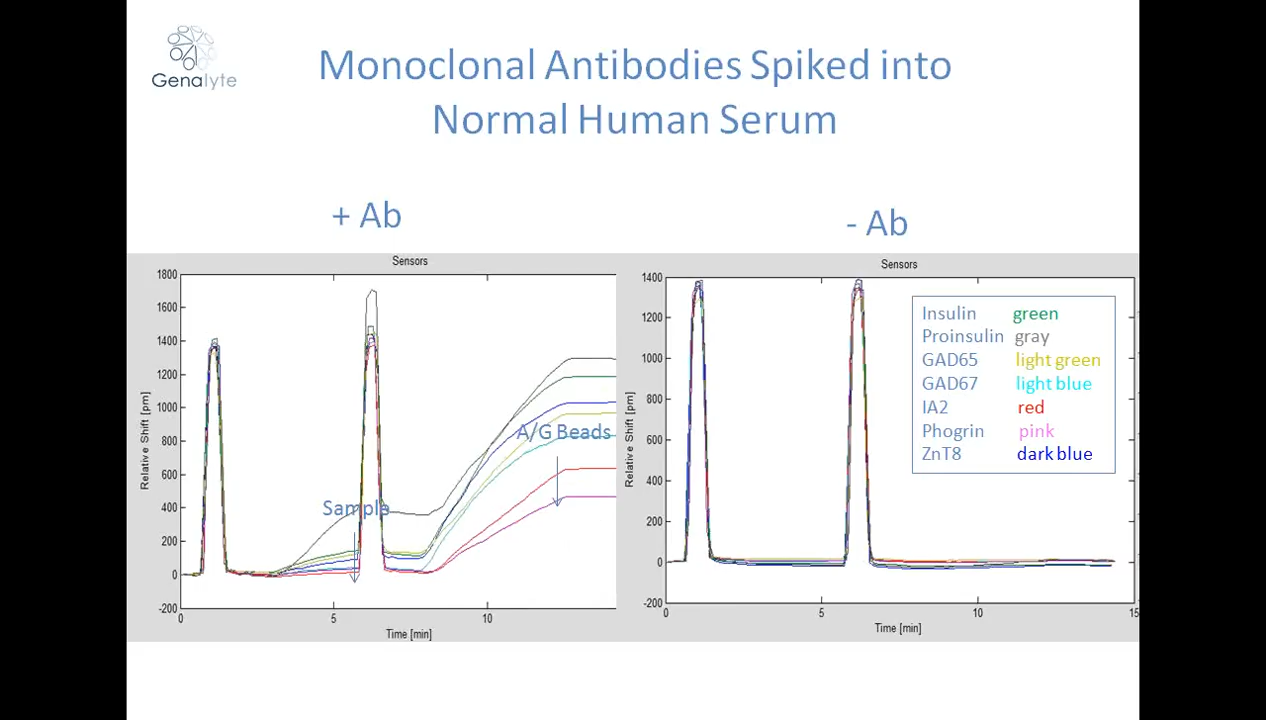 Genalyte
Monoclonal Antibodies Spiked into
Normal Human Serum
+ Ab
Sensors
1800
1600
1400
1200
1000
800
600
400
200
0
-200
Relative Shift [pm]
A/G Beads
Sample
0
5
10
Time [min]
- Ab
Sensors
1400
1200
1000
800
600
400
200
0
-200
Relative Shift [pm]
Insulin green
Proinsulin gray
GAD65 light green
GAD67 light blue
IA2 red
Phogrin pink
ZnT8 dark blue
0
5
10
15
Time [min]